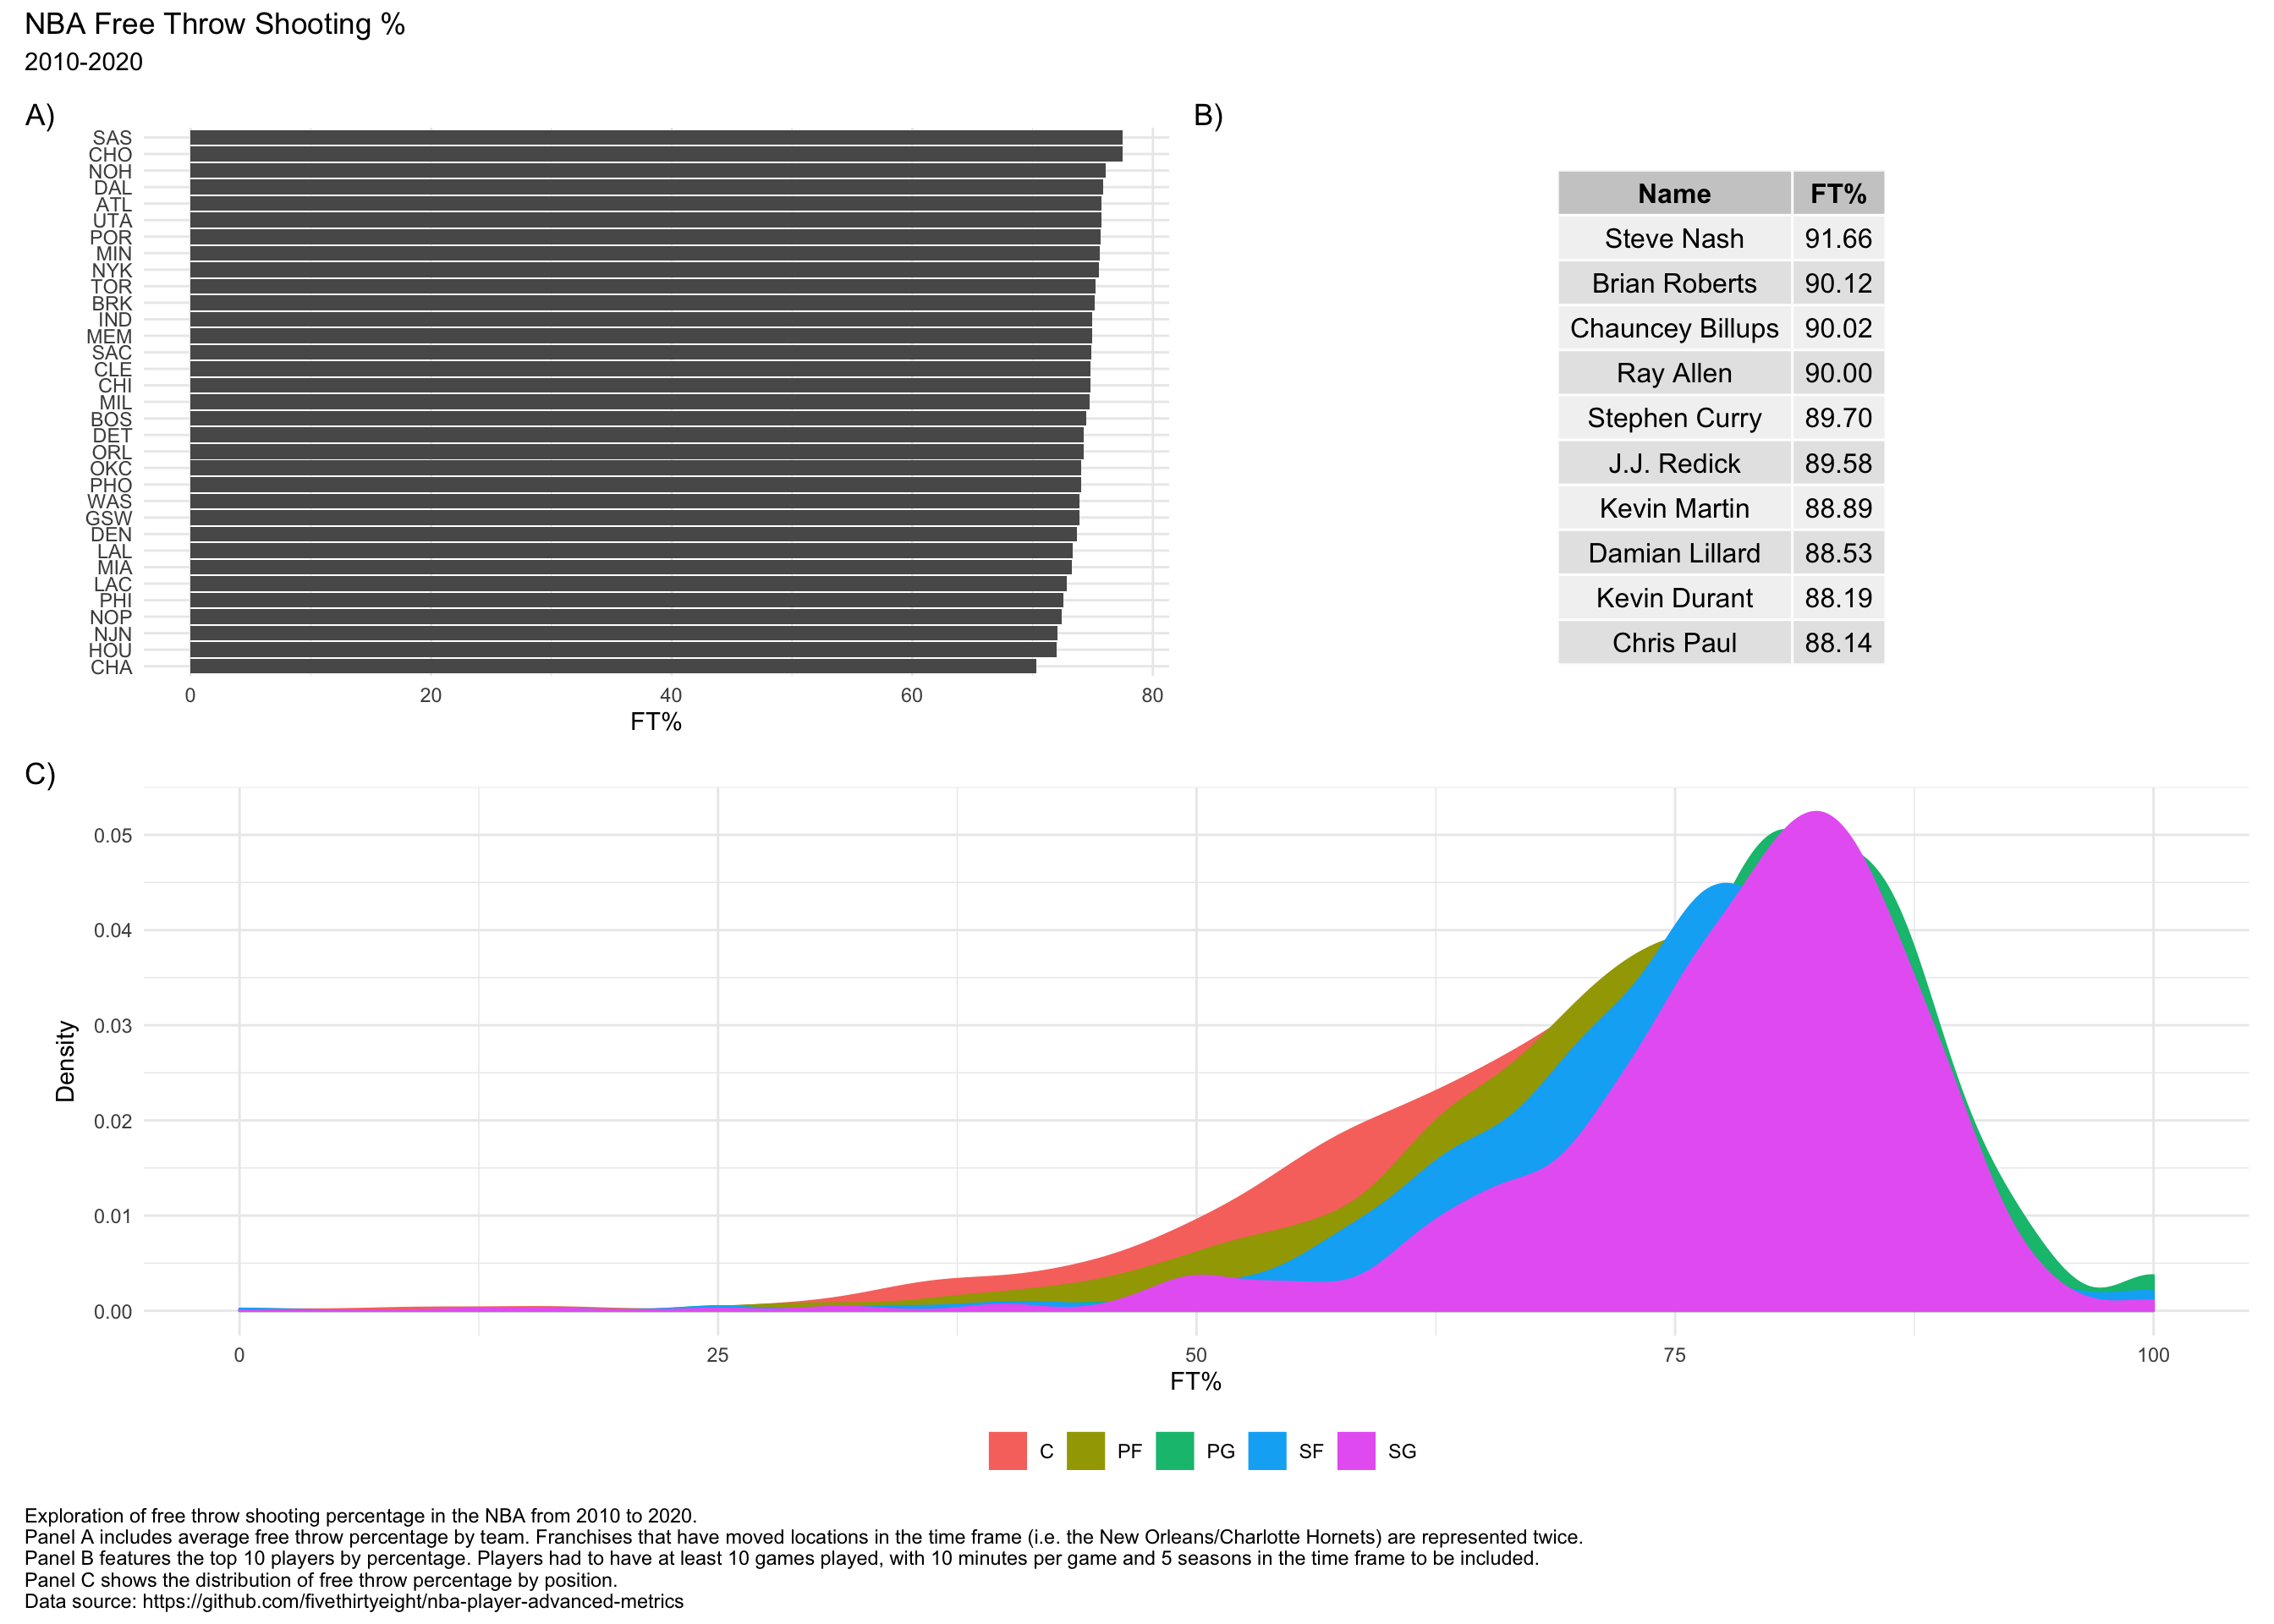 NBA Free Throw Shooting %
2010-2020
A)
SAS
CHO
NOH
DAL
ATL
UTA
POR
MIN
NYK
TOR
BRK
IND
MEM
SAC
CLE
CHI
MIL
BOS
DET
ORL
OKC
PHO
WAS
GSW
DEN
LAL
MIA
LAC
PHI
NOP
NJN
HOU
CHA
0 20 40 60 80
FT%
B)
Name FT%
Steve Nash 91.66
Brian Roberts 90.12
Chauncey Billups 90.02
Ray Allen 90.00
Stephen Curry 89.70
J.J. Redick 89.58
Kevin Martin 88.89
Damian Lillard 88.53
Kevin Durant 88.19
Chris Paul 88.14
C)
Density
0.05
0.04
0.03
0.02
0.01
0.00
0 25 50 75 100
FT%
C PF PG SF SG
Exploration of free throw shooting percentage in the NBA from 2010 to 2020.
Panel A includes average free throw percentage by team. Franchises that have moved locations in the time frame (i.e. the New Orleans/Charlotte Hornets) are represented twice.
Panel B features the top 10 players by percentage. Players had to have at least 10 games played, with 10 minutes per game and 5 seasons in the time frame to be included.
Panel C shows the distribution of free throw percentage by position.
Data source: https://github.com/fivethirtyeight/nba-player-advanced-metrics